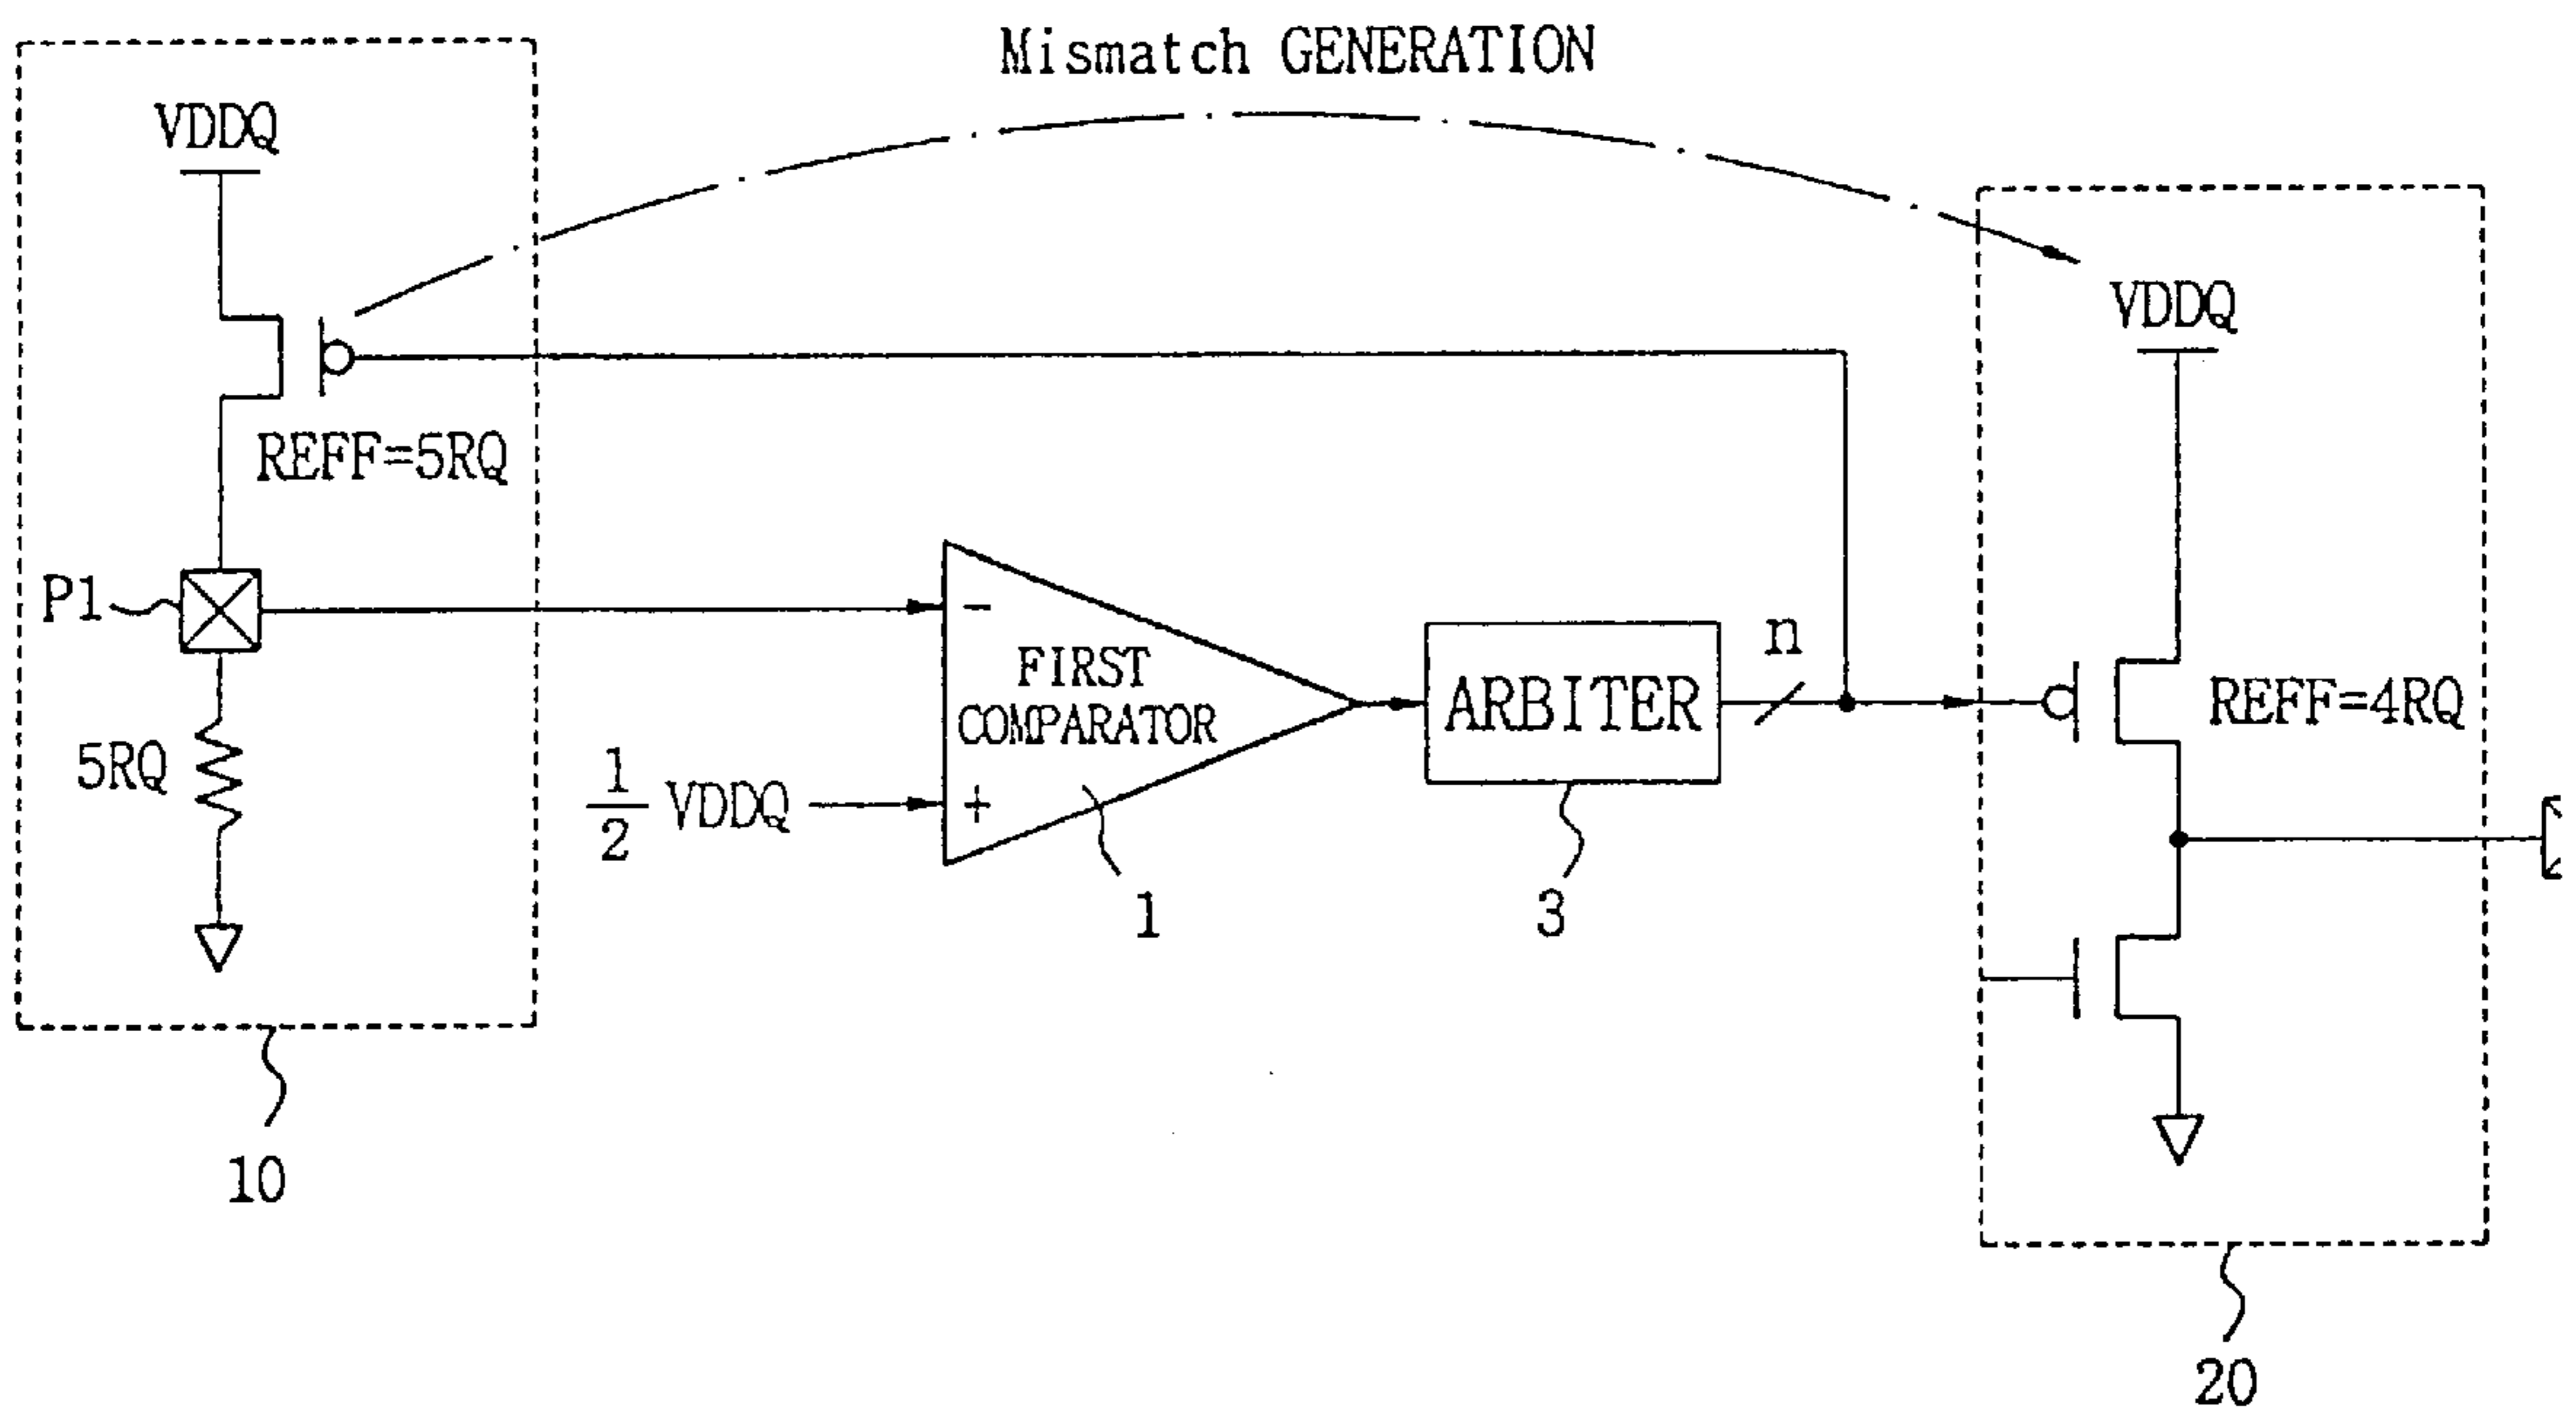 Mismatch GENERATION
VDDQ
VDDQ
REFF=5RQ
P1
-
n
FIRST
COMPARATOR
ARBITER
REFF=4RQ
5RQ
1/2 VDDQ
+
1
3
10
20